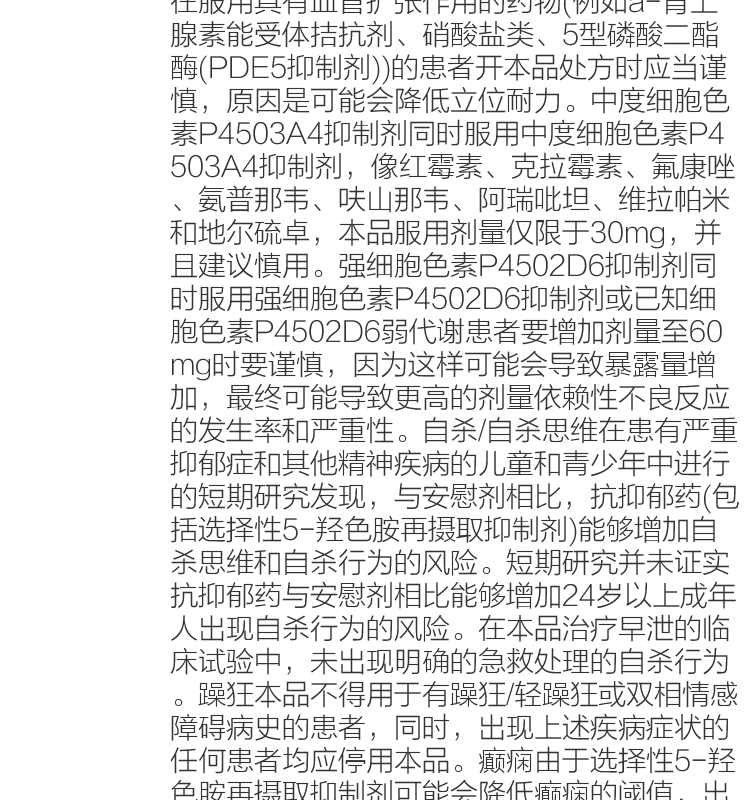 在服用具有血管扩张作用的药物(例如a-肾上
腺素能受体拮抗剂、硝酸盐类、5型磷酸二酯
酶(PDE5抑制剂))的患者开本品处方时应当谨
慎，原因是可能会降低立位耐力。中度细胞色
素P4503A4抑制剂同时服用中度细胞色素P4
503A4抑制剂，像红霉素、克拉霉素、氟康唑
、氨普那韦、呋山那韦、阿瑞吡坦、维拉帕米
和地尔硫卓，本品服用剂量仅限于30mg，并
且建议慎用。强细胞色素P4502D6抑制剂同
时服用强细胞色素P4502D6抑制剂或已知细
胞色素P4502D6弱代谢患者要增加剂量至60
mg时要谨慎，因为这样可能会导致暴露量增
加，最终可能导致更高的剂量依赖性不良反应
的发生率和严重性。自杀/自杀思维在患有严重
抑郁症和其他精神疾病的儿童和青少年中进行
的短期研究发现，与安慰剂相比，抗抑郁药(包
括选择性5-羟色胺再摄取抑制剂)能够增加自
杀思维和自杀行为的风险。短期研究并未证实
抗抑郁药与安慰剂相比能够增加24岁以上成年
人出现自杀行为的风险。在本品治疗早泄的临
床试验中，未出现明确的急救处理的自杀行为
。躁狂本品不得用于有躁狂/轻躁狂或双相情感
障碍病史的患者，同时，出现上述疾病症状的
任何患者均应停用本品。癫痫由于选择性5-羟
色胺再摄取抑制剂可能会降低癫痫的阈值，出